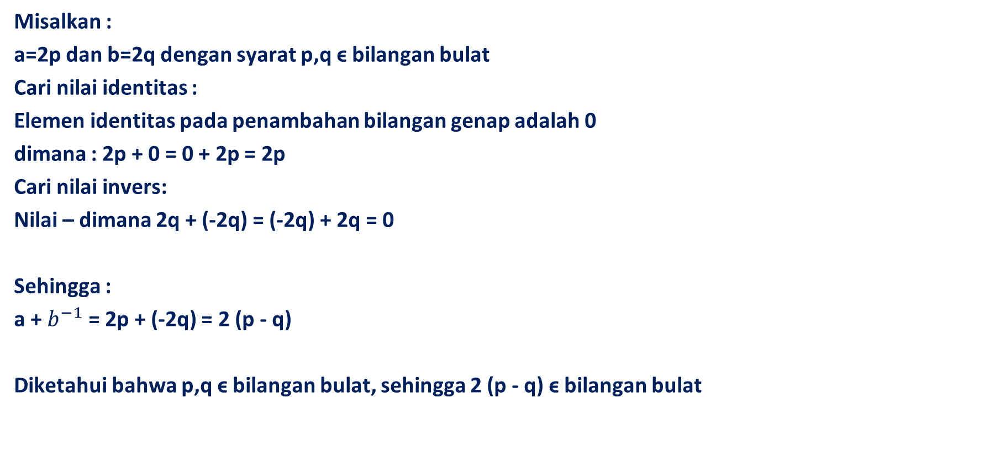 Misalkan :
a=2p dan b=2q dengan syarat p,q ϵ bilangan bulat
Cari nilai identitas :
Elemen identitas pada penambahan bilangan genap adalah 0
dimana : 2p + 0 = 0 + 2p = 2p
Cari nilai invers:
Nilai – dimana 2q + (-2q) = (-2q) + 2q = 0
Sehingga :
a + b⁻¹ = 2p + (-2q) = 2 (p - q)
Diketahui bahwa p,q ϵ bilangan bulat, sehingga 2 (p - q) ϵ bilangan bulat